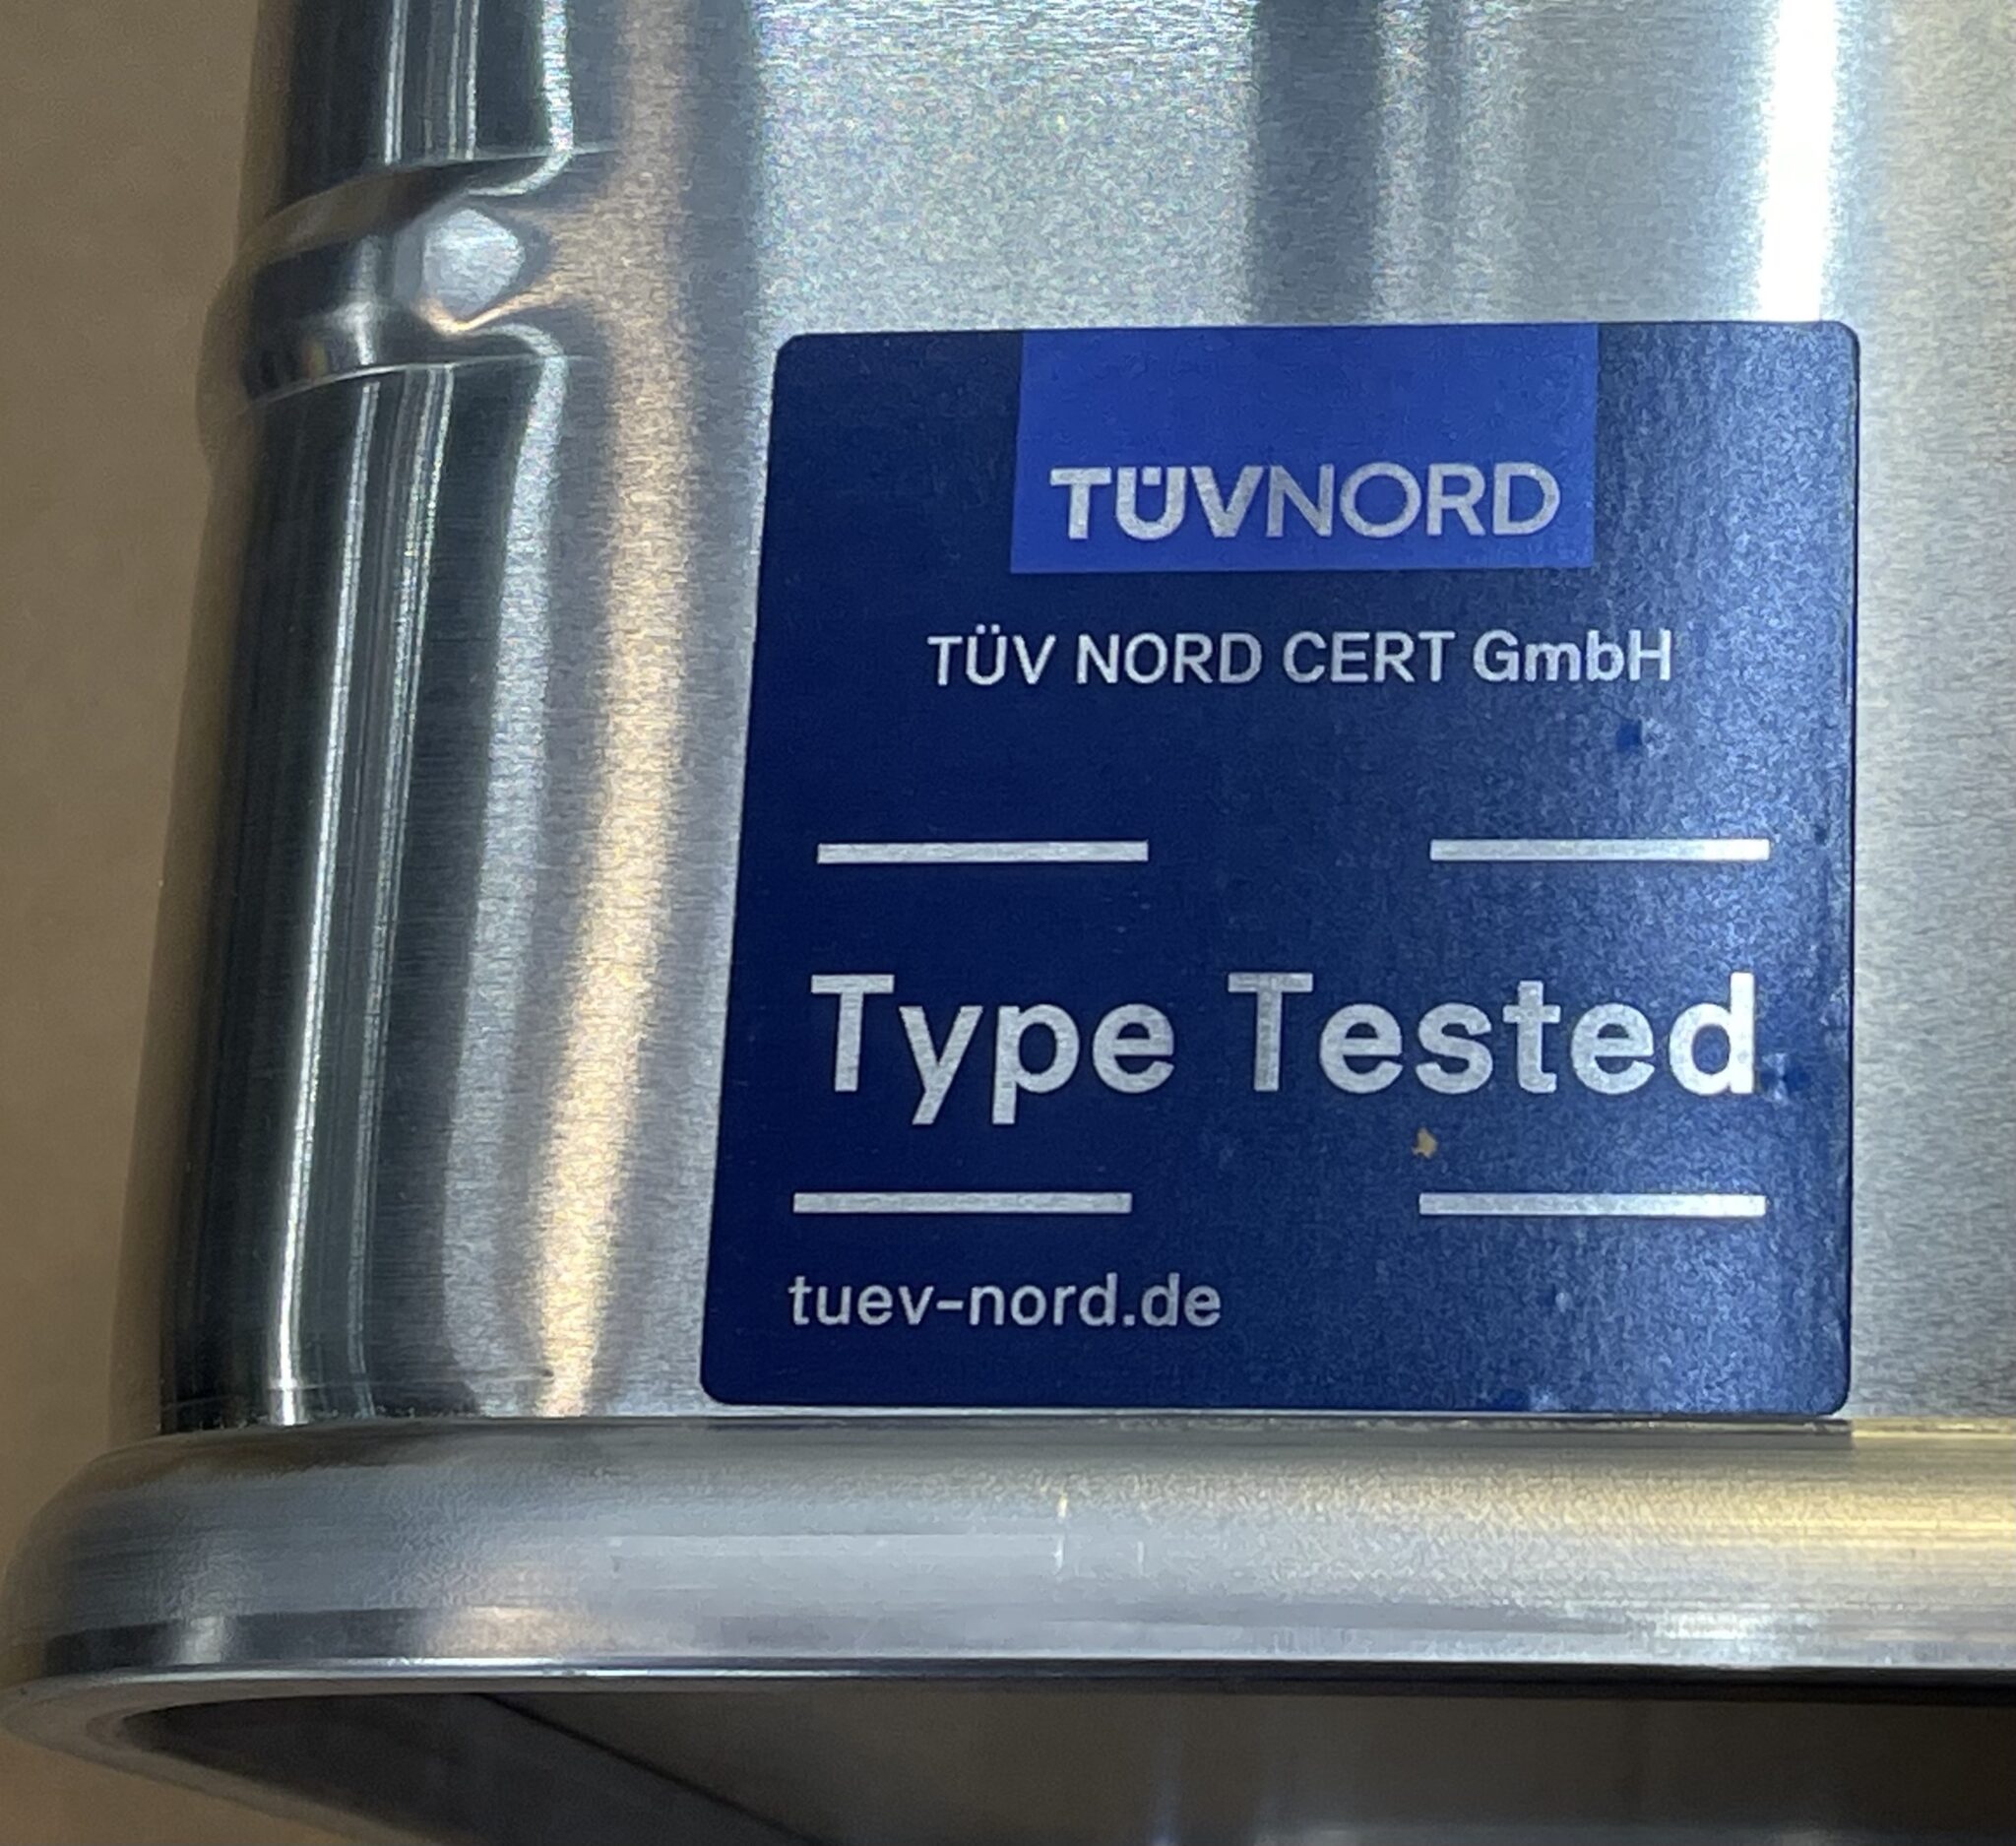 TÜVNORD
TÜV NORD CERT GmbH
Type Tested
tuev-nord.de